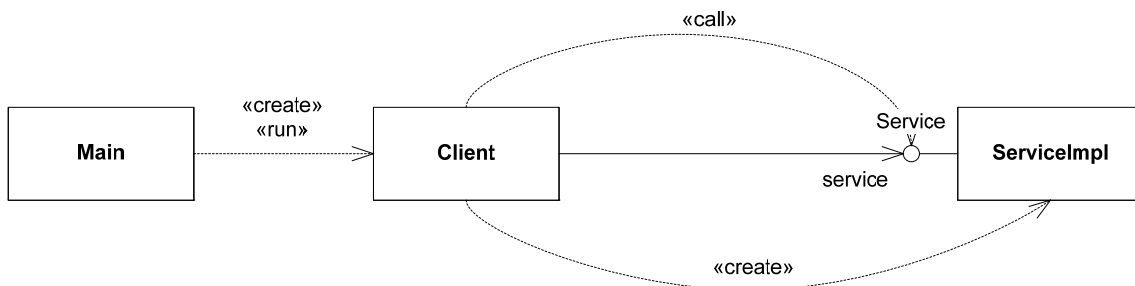 «call»
«create»
«run»
Main
Client
Service
service
ServiceImpl
«create»